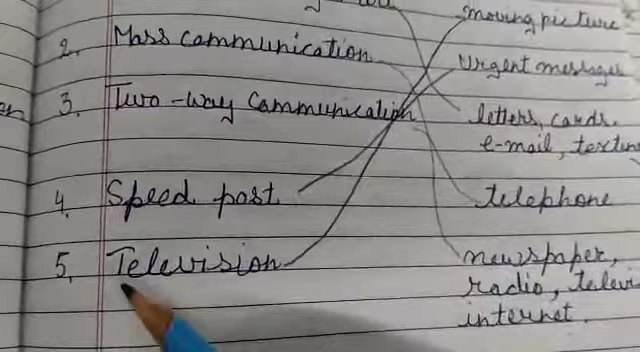 moving picture
2. Mass communication
Urgent messages
3. Two-way Communication
letters, cards,
e-mail, texting
4. Speed post
telephone
5. Television
newspaper,
radio, televi
internet.